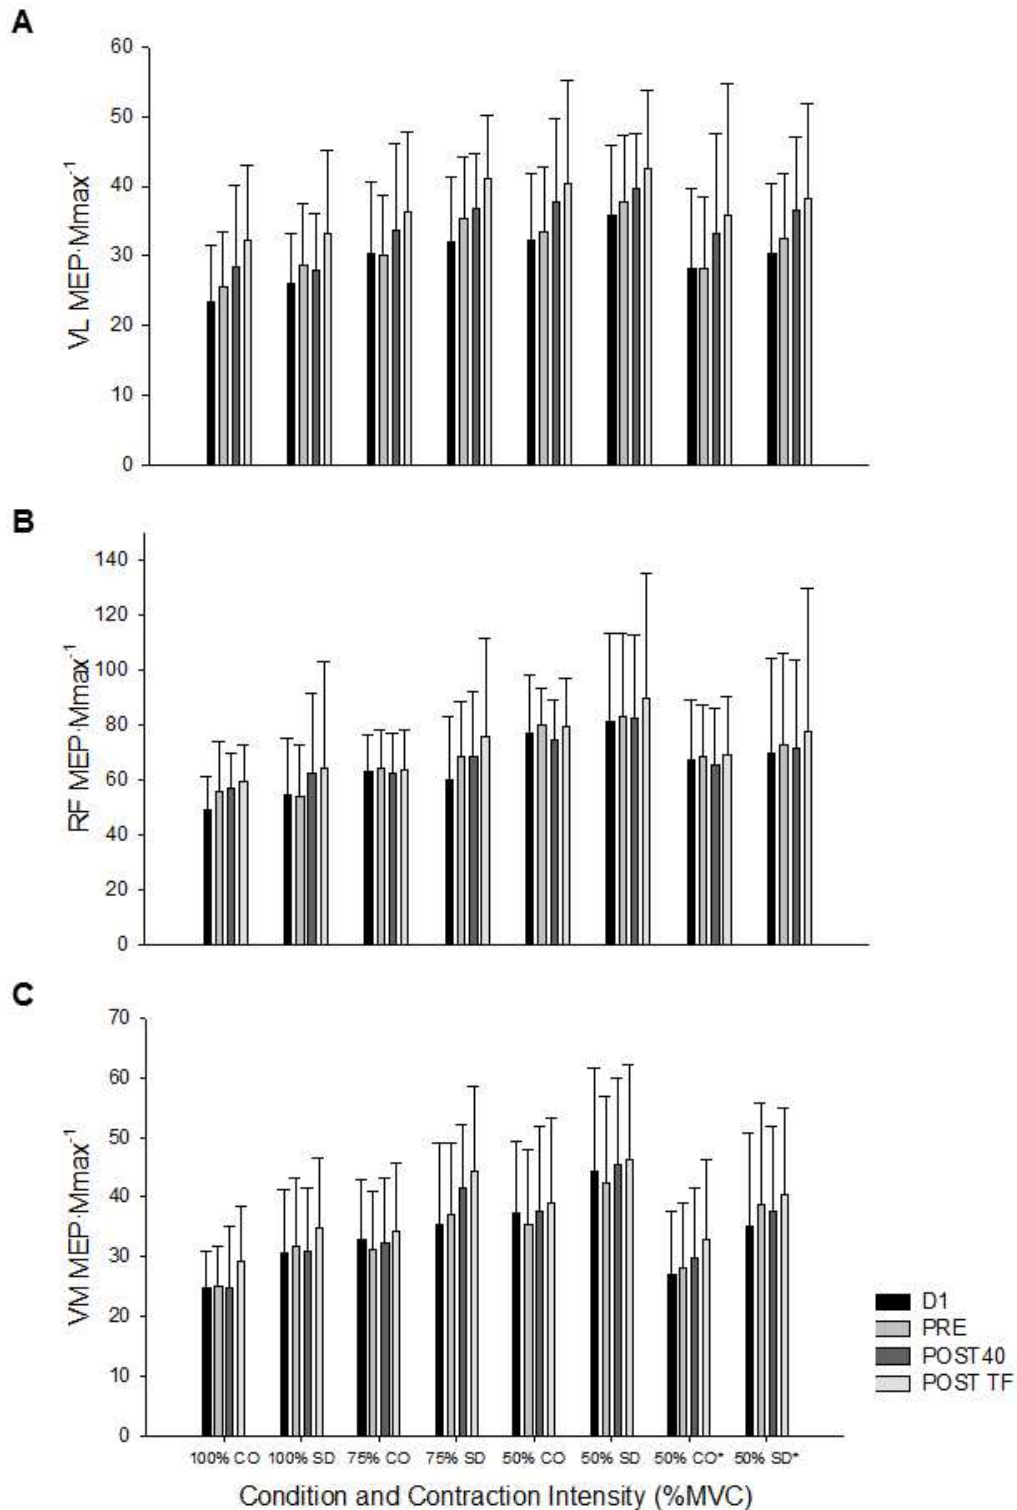 A
60
50
40
30
20
10
0
VL MEP·Mmax-1
B
140
120
100
80
60
40
20
0
RF MEP·Mmax-1
C
70
60
50
40
30
20
10
0
VM MEP·Mmax-1
D1
PRE
POST40
POST TF
100% CO 100% SD 75% CO 75% SD 50% CO 50% SD 50% CO* 50% SD*
Condition and Contraction Intensity (%MVC)